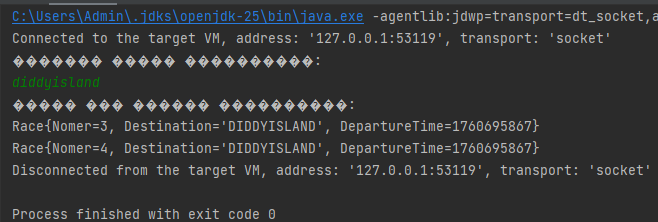 C:\Users\Admin\.jdks\openjdk-25\bin\java.exe -agentlib:jdwp=transport=dt_socket,a
Connected to the target VM, address: '127.0.0.1:53119', transport: 'socket'
������� ����� ����������:
diddyisland
����� ��� ������ ����������:
Race{Nomer=3, Destination='DIDDYISLAND', DepartureTime=1760695867}
Race{Nomer=4, Destination='DIDDYISLAND', DepartureTime=1760695867}
Disconnected from the target VM, address: '127.0.0.1:53119', transport: 'socket'
Process finished with exit code 0